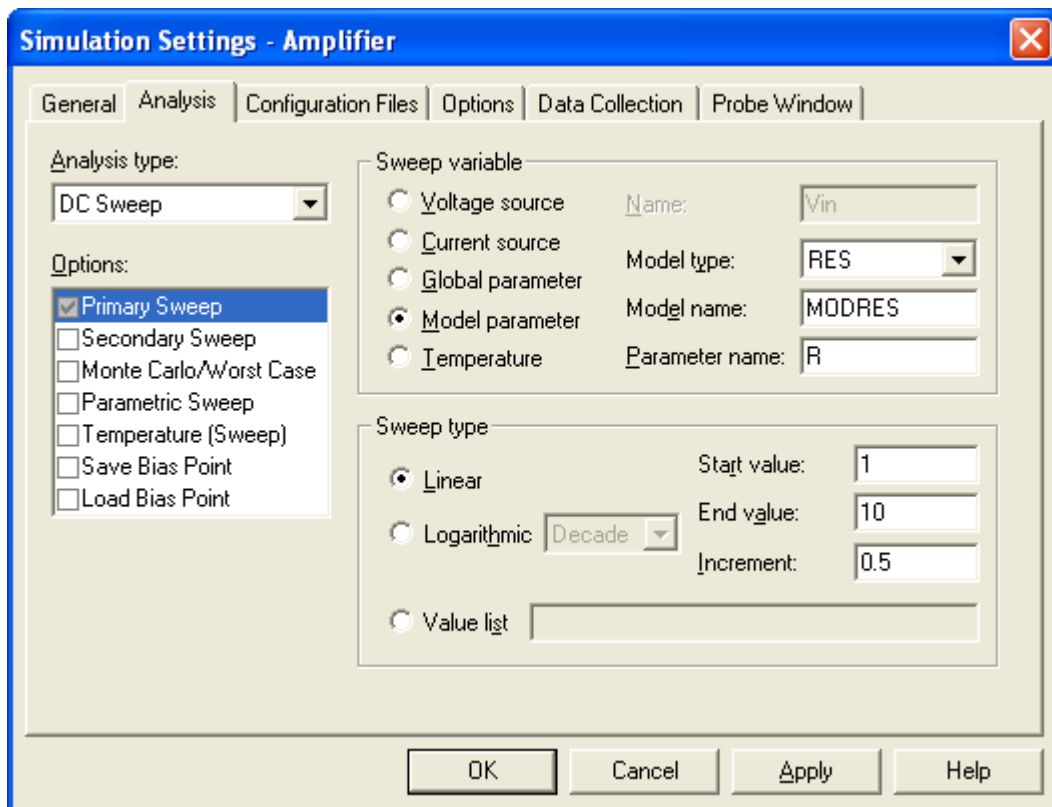 Simulation Settings - Amplifier
General Analysis Configuration Files Options Data Collection Probe Window
Analysis type:
DC Sweep
Options:
Primary Sweep
Secondary Sweep
Monte Carlo/Worst Case
Parametric Sweep
Temperature (Sweep)
Save Bias Point
Load Bias Point
Sweep variable
Voltage source
Current source
Global parameter
Model parameter
Temperature
Name: Vin
Model type: RES
Model name: MODRES
Parameter name: R
Sweep type
Linear
Logarithmic Decade
Value list
Start value: 1
End value: 10
Increment: 0.5
OK Cancel Apply Help